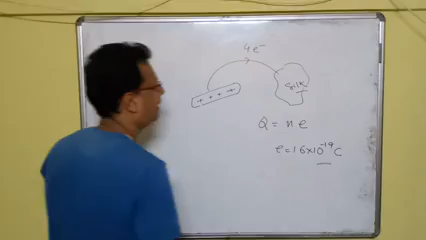 4e⁻
+ + + +
Silk
Q = n e
e = 1.6×10⁻¹⁹ C